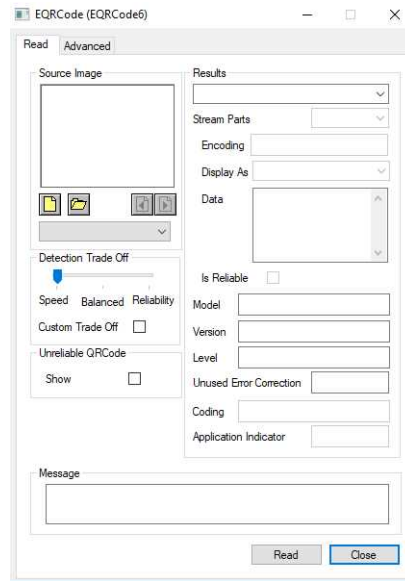 EQRCode (EQRCode6)
Read Advanced
Source Image
Detection Trade Off
Speed Balanced Reliability
Custom Trade Off
Unreliable QRCode
Show
Results
Stream Parts
Encoding
Display As
Data
Is Reliable
Model
Version
Level
Unused Error Correction
Coding
Application Indicator
Message
Read Close